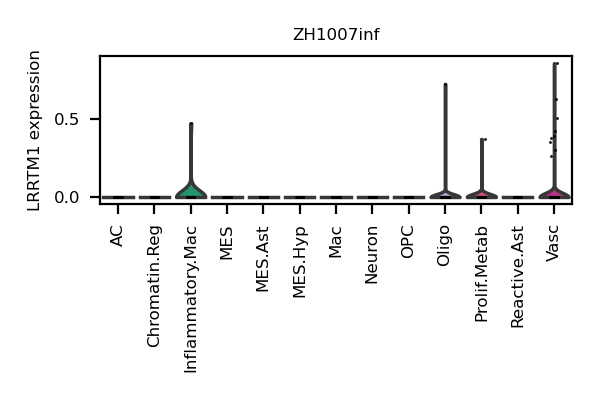 ZH1007inf
LRRTM1 expression
0.5
0.0
AC
Chromatin.Reg
Inflammatory.Mac
MES
MES.Ast
MES.Hyp
Mac
Neuron
OPC
Oligo
Prolif.Metab
Reactive.Ast
Vasc